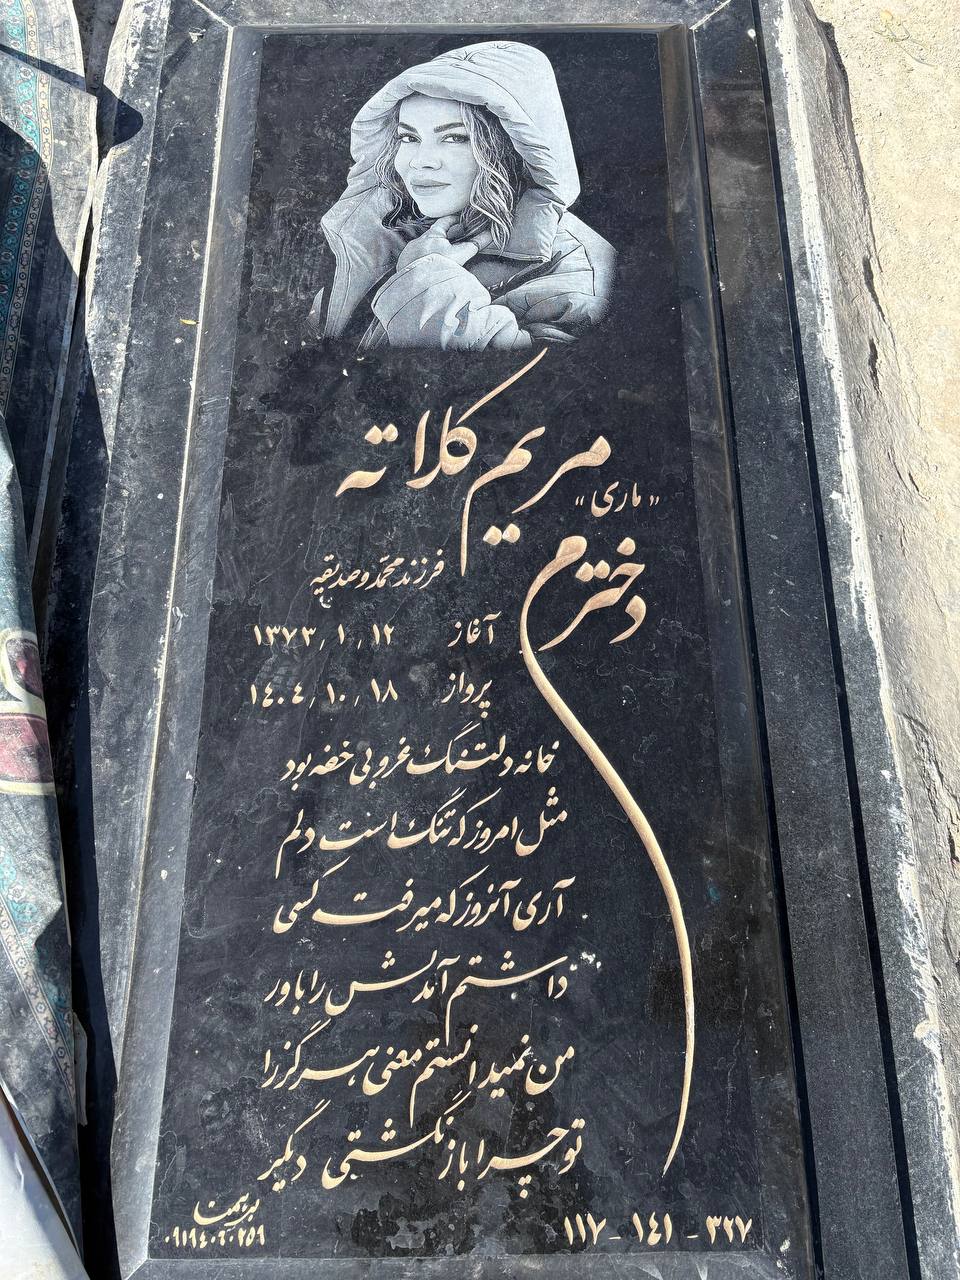 مریم کلاته
«ماری»
دخترم
فرزند محمد و صدیقه
آغاز ۱۳۷۳/۱/۱۲
پرواز ۱۴۰۴/۱۰/۱۸
خانه دلتنگ غروبی خفه بود
مثل امروز که تنگ است دلم
آری آنروز که میرفت کسی
داشتم آمدنش را باور
من نمیدانستم معنی هرگز را
تو چرا باز نگشتی دیگر
۳۲۷ - ۱۴۱ - ۱۱۷